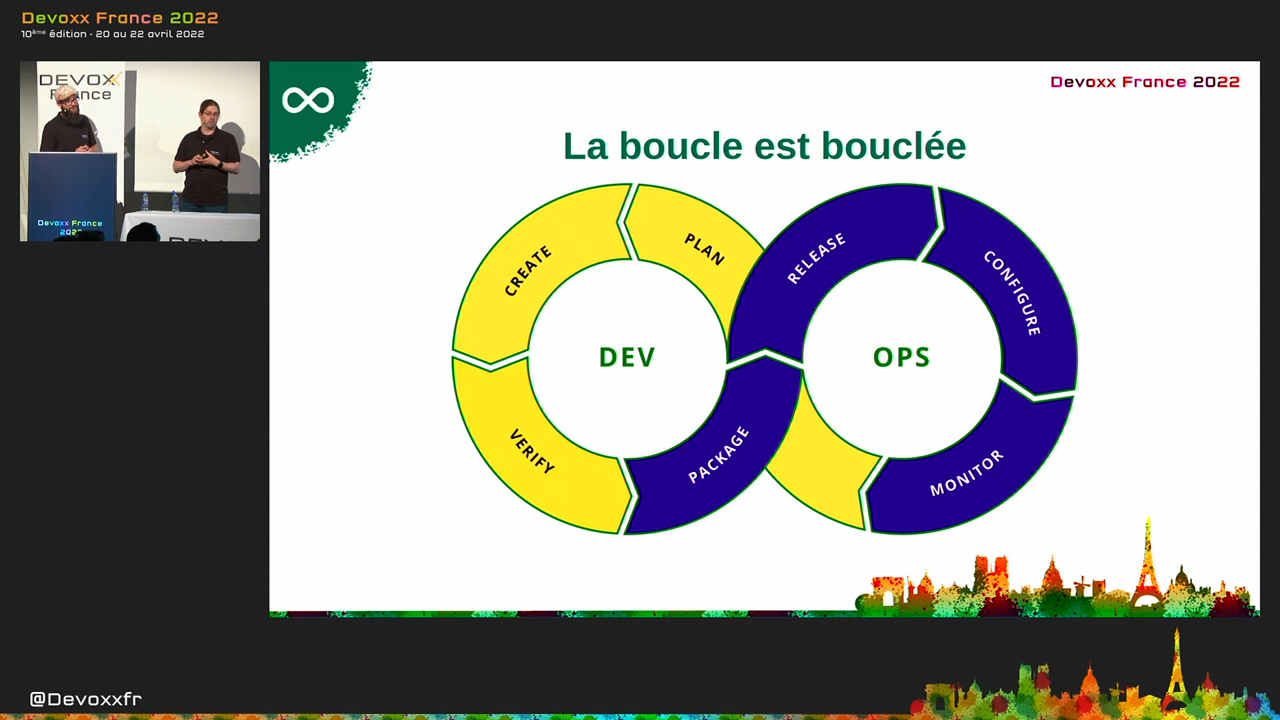 Devoxx France 2022
10ème édition - 20 au 22 avril 2022
DEVOXX
France
Devoxx France
2022
Devoxx France 2022
La boucle est bouclée
CREATE
PLAN
RELEASE
CONFIGURE
DEV
OPS
VERIFY
PACKAGE
MONITOR
@Devoxxfr